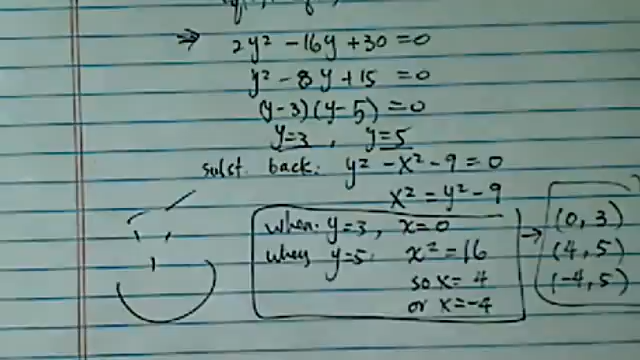 ⇒ 2y² - 16y + 30 = 0
y² - 8y + 15 = 0
(y-3)(y-5) = 0
y=3, y=5
subst. back: y² - x² - 9 = 0
x² = y² - 9
when y=3, x=0
when y=5 x² = 16
so x = 4
or x = -4
→ (0, 3)
(4, 5)
(-4, 5)